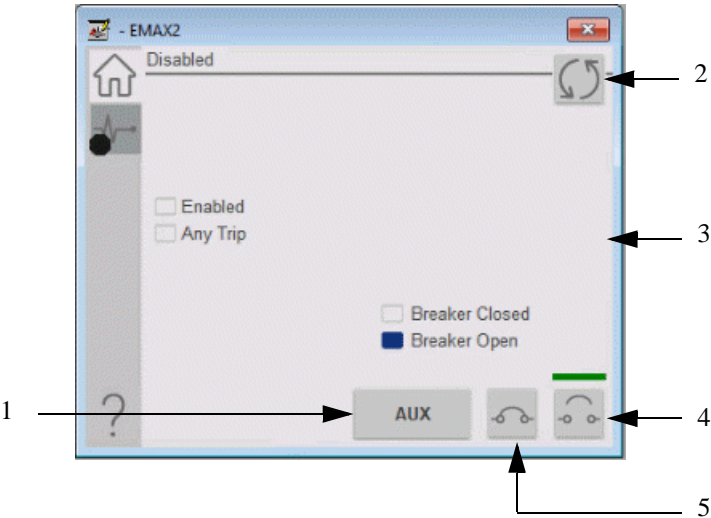 - EMAX2
Disabled
2
Enabled
Any Trip
3
Breaker Closed
Breaker Open
1
?
AUX
4
5